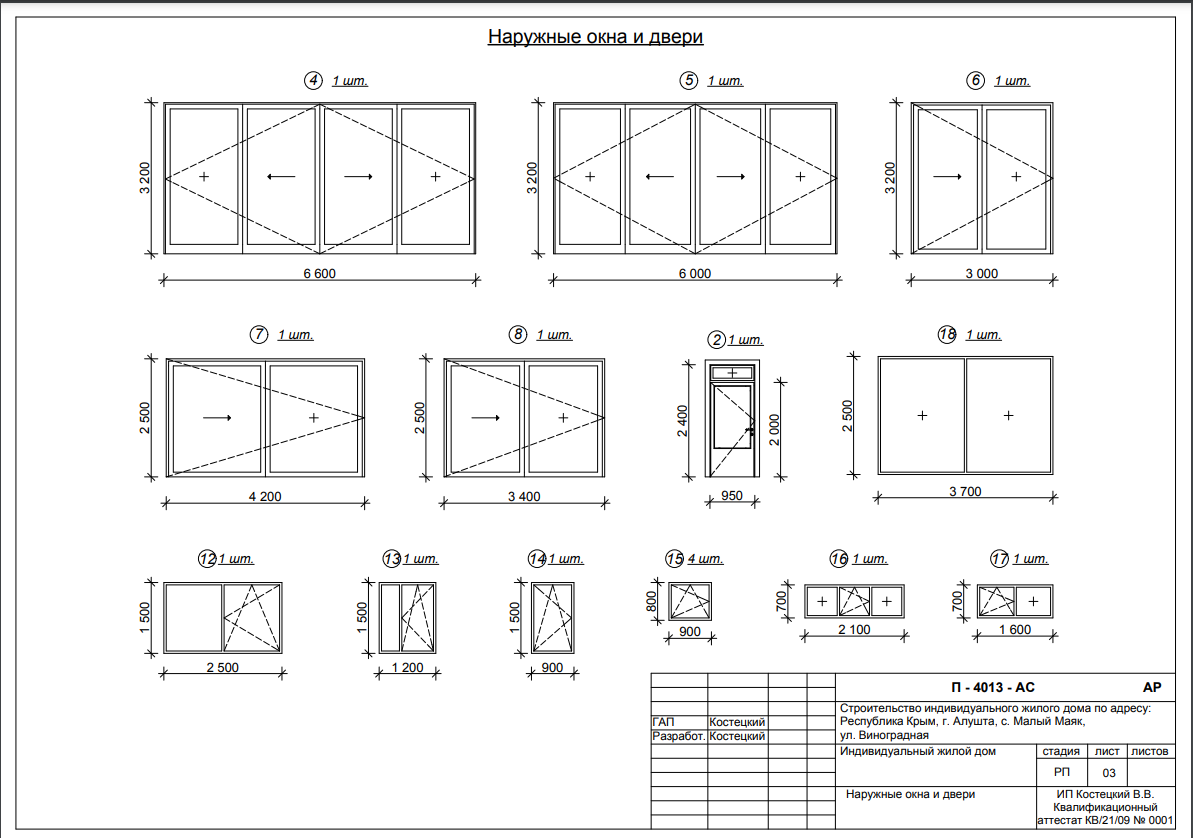 Наружные окна и двери
4 1 шт.
5 1 шт.
6 1 шт.
3 200
6 600
3 200
6 000
3 200
3 000
7 1 шт.
8 1 шт.
2 1 шт.
18 1 шт.
2 500
4 200
2 500
3 400
2 400
2 000
950
2 500
3 700
12 1 шт.
13 1 шт.
14 1 шт.
15 4 шт.
16 1 шт.
17 1 шт.
1 500
2 500
1 500
1 200
1 500
900
800
900
700
2 100
700
1 600
П - 4013 - АС АР
Строительство индивидуального жилого дома по адресу:
Республика Крым, г. Алушта, с. Малый Маяк,
ул. Виноградная
ГАП Костецкий
Разработ. Костецкий
Индивидуальный жилой дом
стадия лист листов
РП 03
Наружные окна и двери
ИП Костецкий В.В.
Квалификационный
аттестат КВ/21/09 № 0001